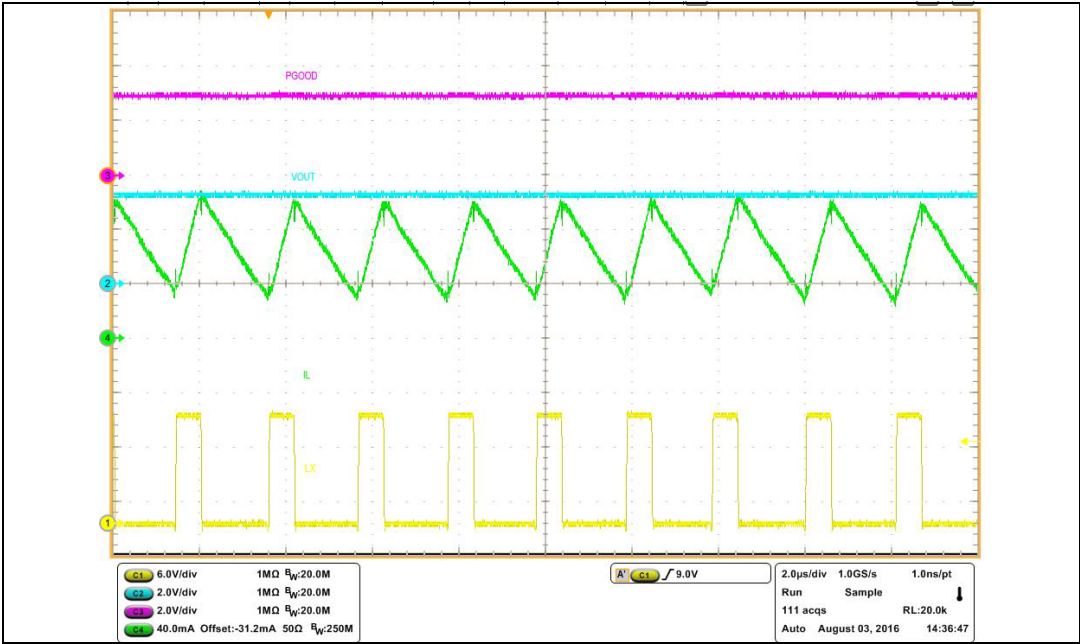 PGOOD
3
VOUT
2
4
IL
LX
1
C1 6.0V/div 1MΩ BW:20.0M
C2 2.0V/div 1MΩ BW:20.0M
C3 2.0V/div 1MΩ BW:20.0M
C4 40.0mA Offset:-31.2mA 50Ω BW:250M
A' C1 9.0V
2.0µs/div 1.0GS/s 1.0ns/pt
Run Sample
111 acqs RL:20.0k
Auto August 03, 2016 14:36:47